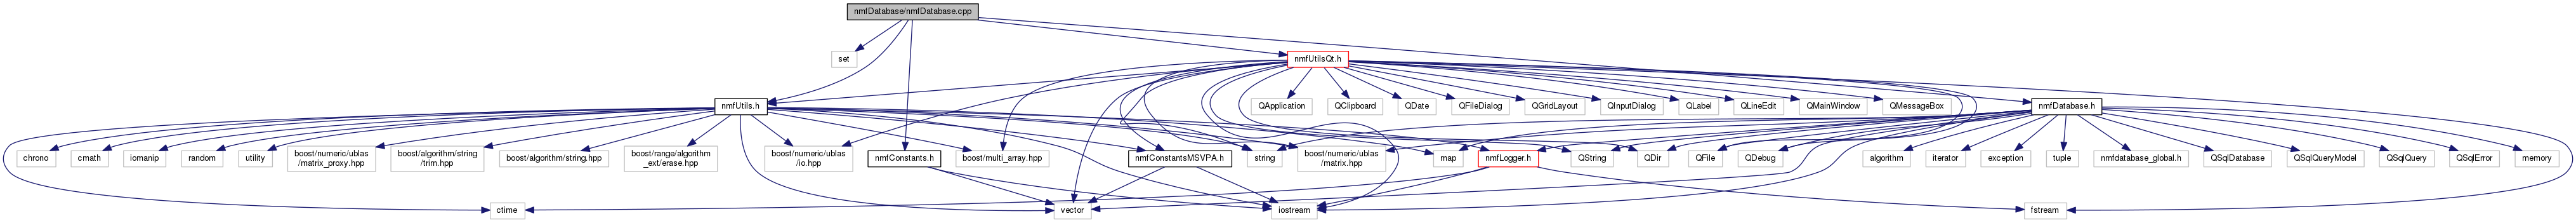 nmfDatabase/nmfDatabase.cpp
set
nmfUtilsQt.h
nmfUtils.h
QApplication
QClipboard
QDate
QFileDialog
QGridLayout
QInputDialog
QLabel
QLineEdit
QMainWindow
QMessageBox
nmfDatabase.h
chrono
cmath
iomanip
random
utility
boost/numeric/ublas
/matrix_proxy.hpp
boost/algorithm/string
/trim.hpp
boost/algorithm/string.hpp
boost/range/algorithm
_ext/erase.hpp
boost/numeric/ublas
/io.hpp
nmfConstants.h
boost/multi_array.hpp
nmfConstantsMSVPA.h
string
boost/numeric/ublas
/matrix.hpp
map
nmfLogger.h
QString
QDir
QFile
QDebug
algorithm
iterator
exception
tuple
nmfdatabase_global.h
QSqlDatabase
QSqlQueryModel
QSqlQuery
QSqlError
memory
ctime
vector
iostream
fstream